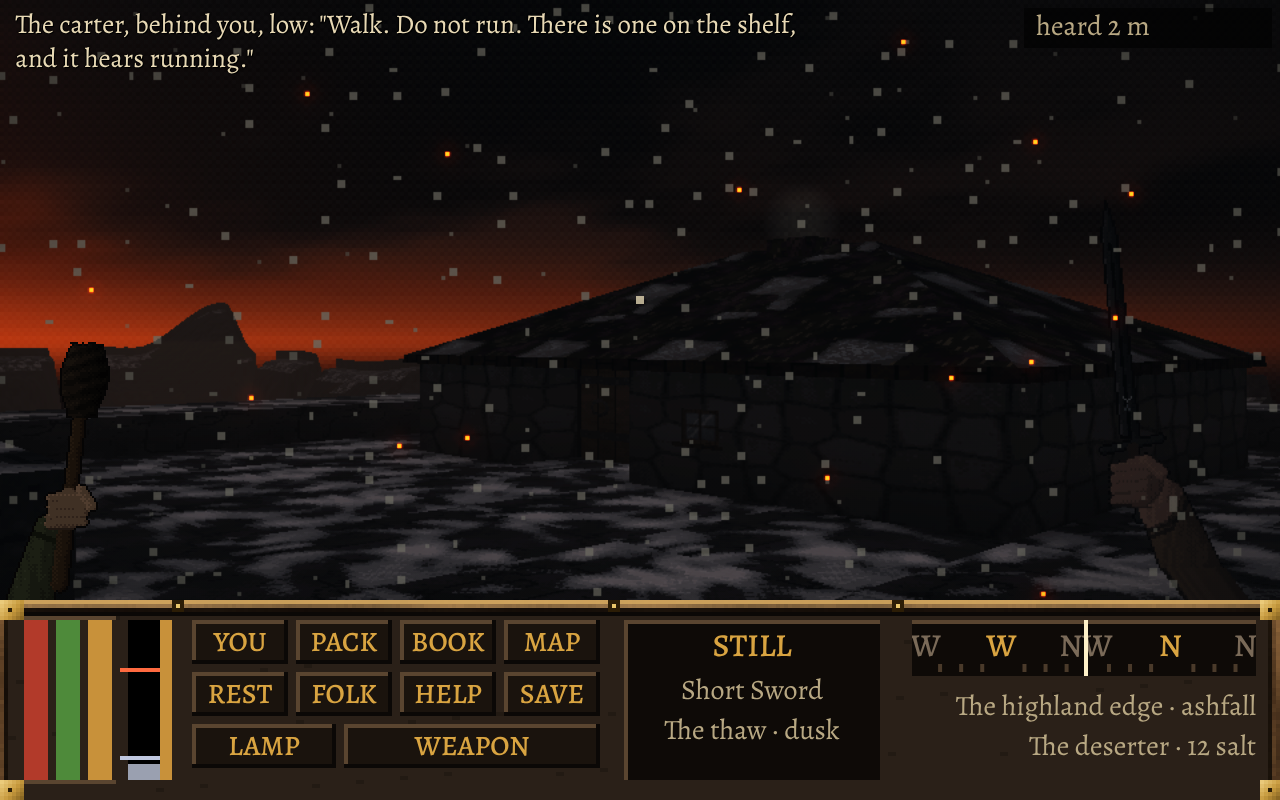 The carter, behind you, low: "Walk. Do not run. There is one on the shelf,
and it hears running."
heard 2 m
YOU PACK BOOK MAP
REST FOLK HELP SAVE
LAMP WEAPON
STILL
Short Sword
The thaw · dusk
W W NW N N
The highland edge · ashfall
The deserter · 12 salt